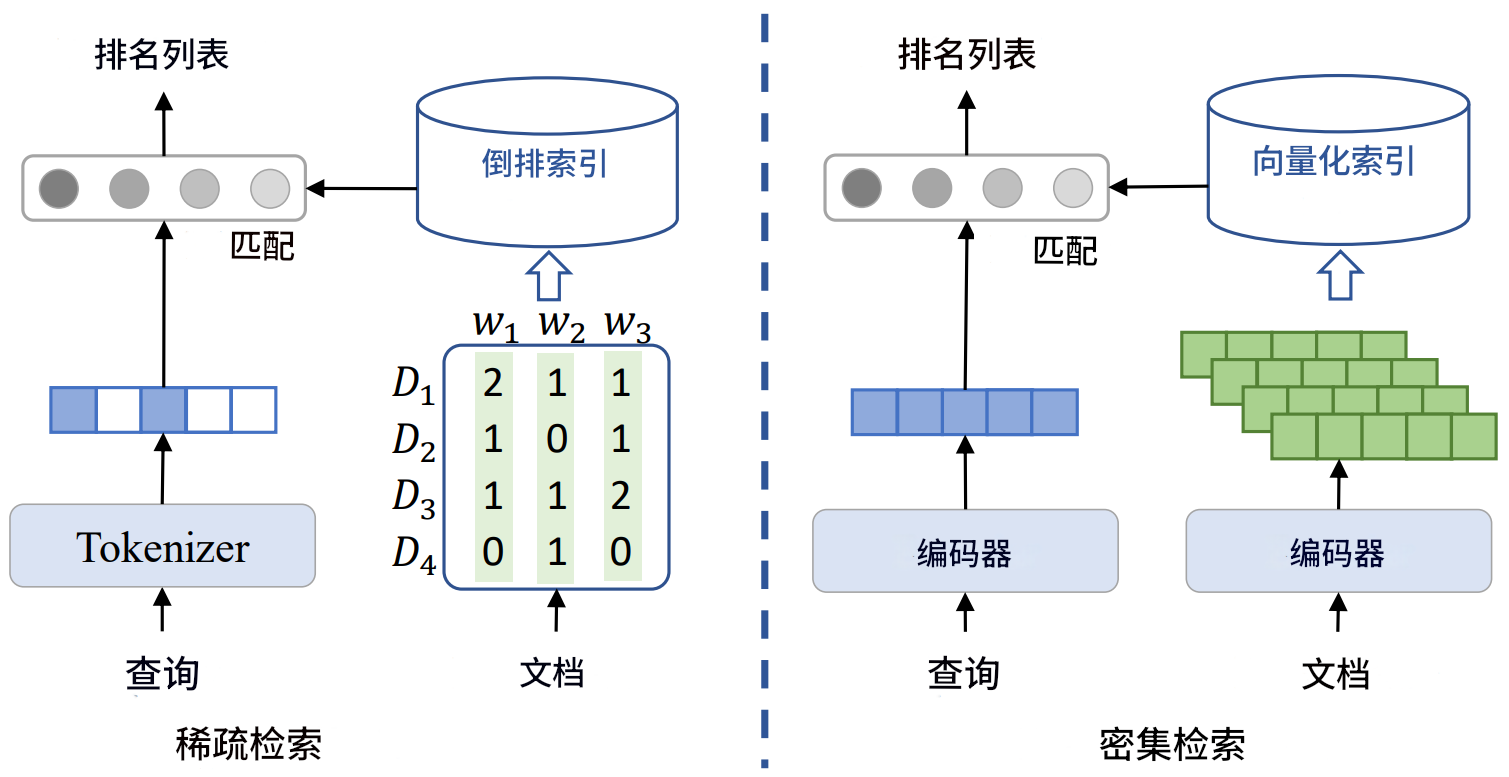 排名列表
倒排索引
匹配
w₁ w₂ w₃
D₁ 2 1 1
D₂ 1 0 1
D₃ 1 1 2
D₄ 0 1 0
Tokenizer
查询
文档
稀疏检索
排名列表
向量化索引
匹配
编码器
编码器
查询
文档
密集检索